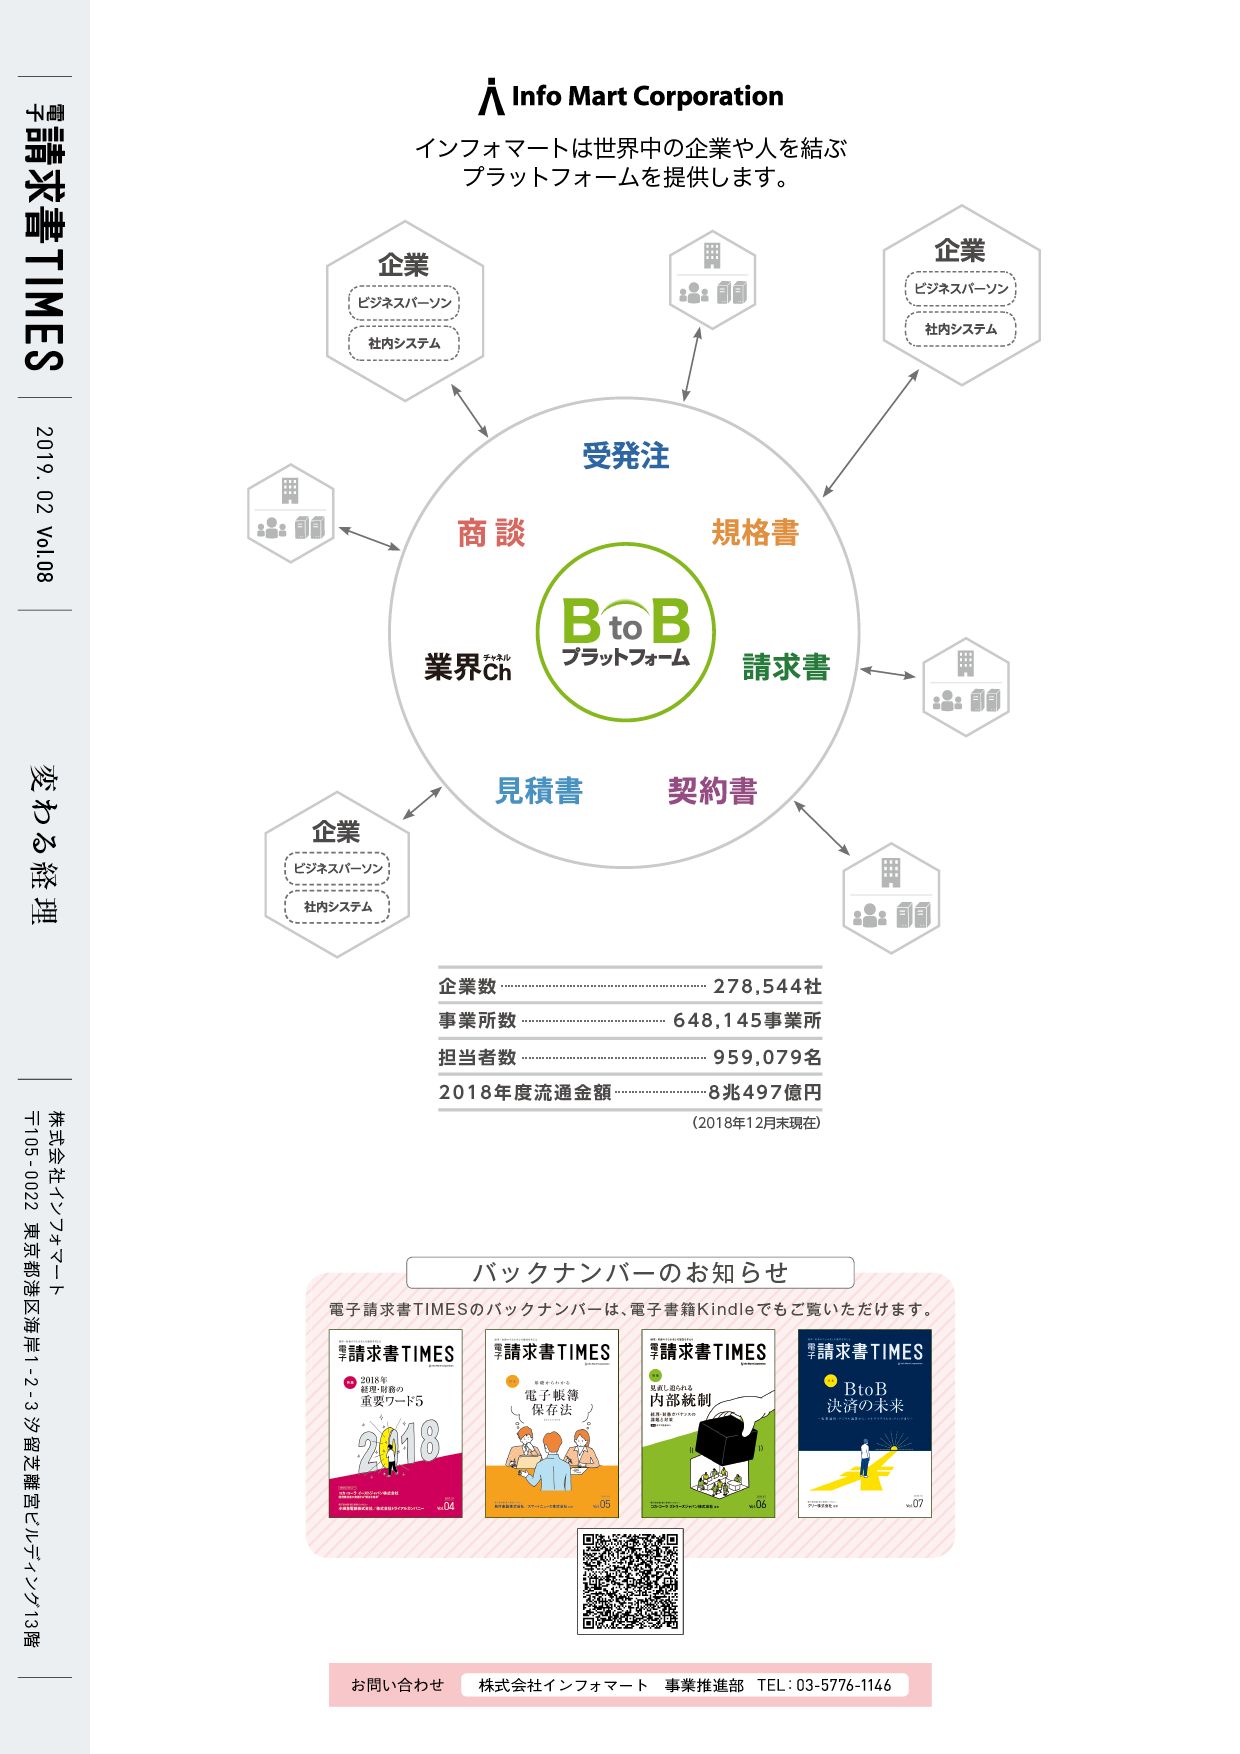 電子請求書TIMES
2019. 02 Vol.08
変わる経理
株式会社インフォマート
〒105-0022 東京都港区海岸1-2-3 汐留芝離宮ビルディング13階
Info Mart Corporation
インフォマートは世界中の企業や人を結ぶ
プラットフォームを提供します。
企業
ビジネスパーソン
社内システム
企業
ビジネスパーソン
社内システム
受発注
商談
規格書
BtoB
プラットフォーム
業界Ch
チャネル
請求書
見積書
契約書
企業
ビジネスパーソン
社内システム
企業数 278,544社
事業所数 648,145事業所
担当者数 959,079名
2018年度流通金額 8兆497億円
(2018年12月末現在)
バックナンバーのお知らせ
電子請求書TIMESのバックナンバーは、電子書籍Kindleでもご覧いただけます。
電子請求書TIMES
2018年
経理・財務の
重要ワード5
2018
Vol.04
電子請求書TIMES
基礎からわかる
電子帳簿
保存法
Vol.05
電子請求書TIMES
見直し迫られる
内部統制
Vol.06
電子請求書TIMES
BtoB
決済の未来
Vol.07
お問い合わせ 株式会社インフォマート 事業推進部 TEL:03-5776-1146